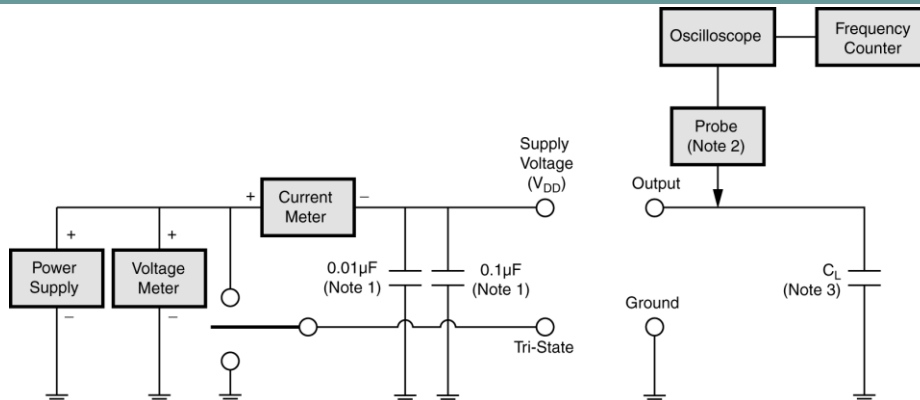 Oscilloscope
Frequency
Counter
Probe
(Note 2)
Supply
Voltage
(VDD)
Output
+
Current
Meter
–
+
Power
Supply
–
+
Voltage
Meter
–
0.01µF
(Note 1)
0.1µF
(Note 1)
CL
(Note 3)
Ground
Tri-State